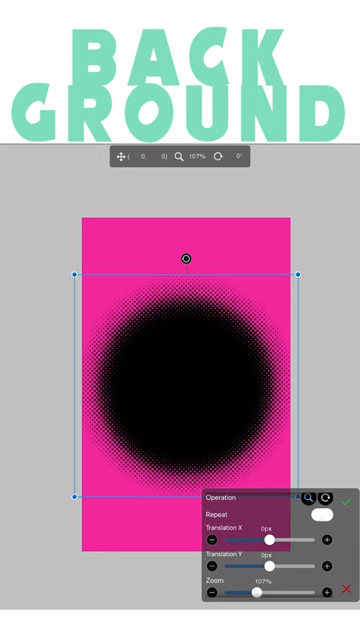 BACK
GROUND
( 0, 0) 107% 0°
Operation
Repeat
Translation X 0px
Translation Y 0px
Zoom 107%